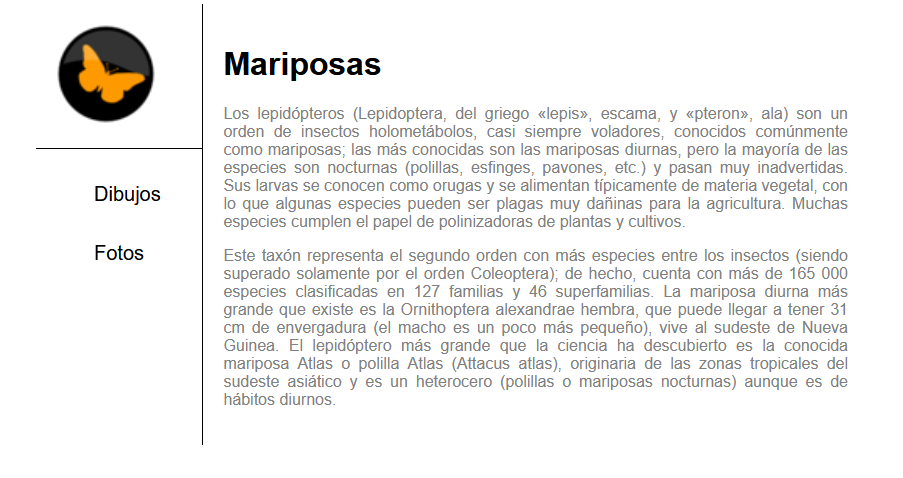 Mariposas
Los lepidópteros (Lepidoptera, del griego «lepis», escama, y «pteron», ala) son un
orden de insectos holometábolos, casi siempre voladores, conocidos comúnmente
como mariposas; las más conocidas son las mariposas diurnas, pero la mayoría de las
especies son nocturnas (polillas, esfinges, pavones, etc.) y pasan muy inadvertidas.
Sus larvas se conocen como orugas y se alimentan típicamente de materia vegetal, con
lo que algunas especies pueden ser plagas muy dañinas para la agricultura. Muchas
especies cumplen el papel de polinizadoras de plantas y cultivos.
Este taxón representa el segundo orden con más especies entre los insectos (siendo
superado solamente por el orden Coleoptera); de hecho, cuenta con más de 165 000
especies clasificadas en 127 familias y 46 superfamilias. La mariposa diurna más
grande que existe es la Ornithoptera alexandrae hembra, que puede llegar a tener 31
cm de envergadura (el macho es un poco más pequeño), vive al sudeste de Nueva
Guinea. El lepidóptero más grande que la ciencia ha descubierto es la conocida
mariposa Atlas o polilla Atlas (Attacus atlas), originaria de las zonas tropicales del
sudeste asiático y es un heterocero (polillas o mariposas nocturnas) aunque es de
hábitos diurnos.
Dibujos
Fotos